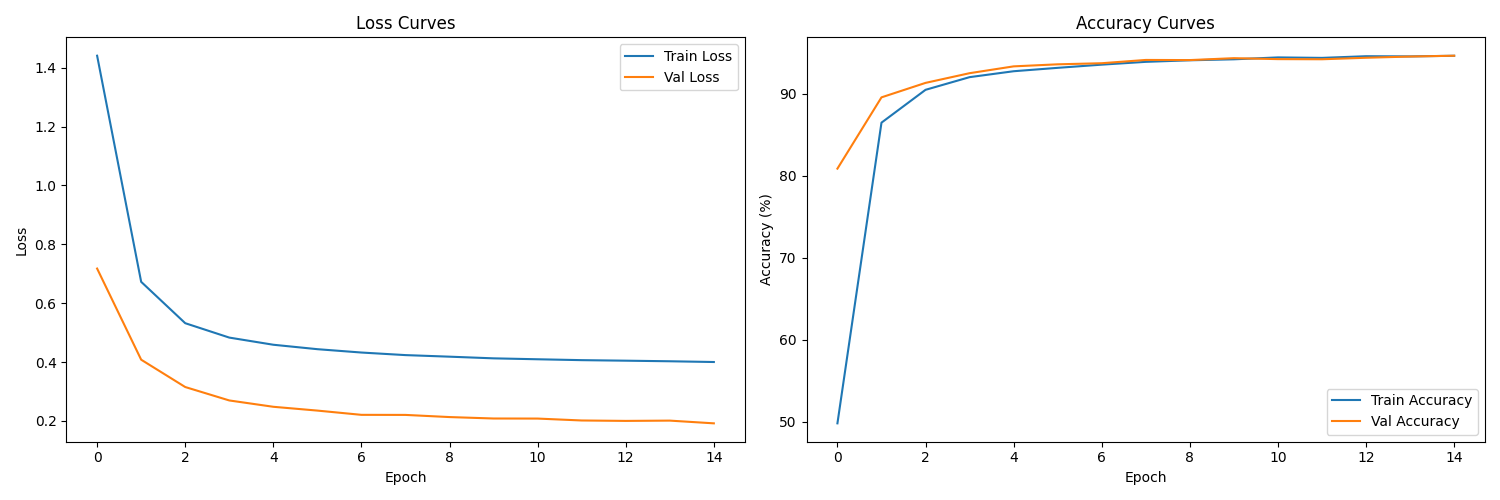 Loss Curves
Train Loss
Val Loss
1.4
1.2
1.0
0.8
0.6
0.4
0.2
Loss
0 2 4 6 8 10 12 14
Epoch
Accuracy Curves
90
80
70
60
50
Accuracy (%)
Train Accuracy
Val Accuracy
0 2 4 6 8 10 12 14
Epoch